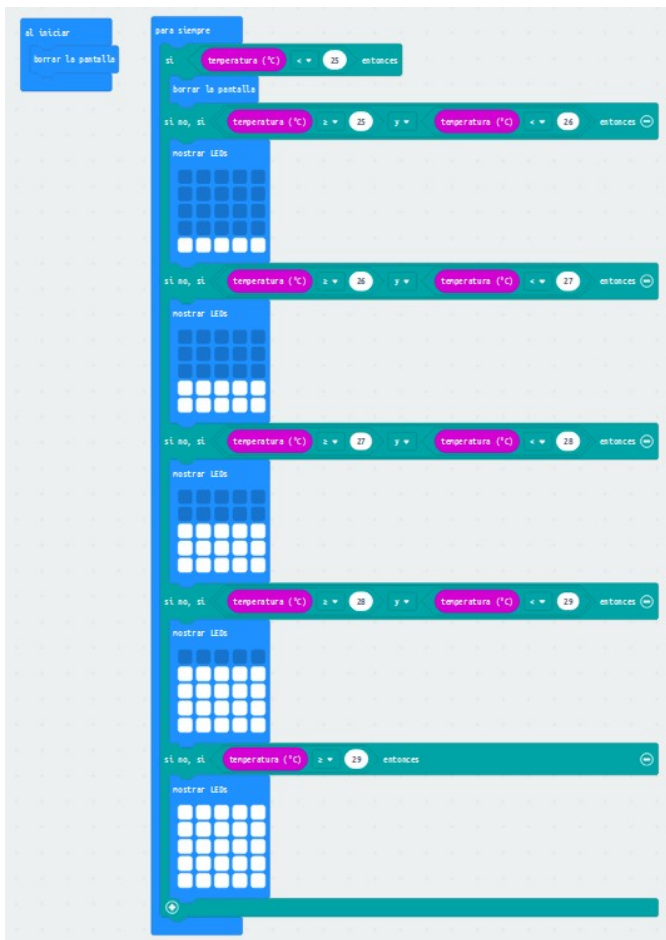 al iniciar
borrar la pantalla
para siempre
si temperatura (°C) < 25 entonces
borrar la pantalla
si no, si temperatura (°C) ≥ 25 y temperatura (°C) < 26 entonces
mostrar LEDs
si no, si temperatura (°C) ≥ 26 y temperatura (°C) < 27 entonces
mostrar LEDs
si no, si temperatura (°C) ≥ 27 y temperatura (°C) < 28 entonces
mostrar LEDs
si no, si temperatura (°C) ≥ 28 y temperatura (°C) < 29 entonces
mostrar LEDs
si no, si temperatura (°C) ≥ 29 entonces
mostrar LEDs